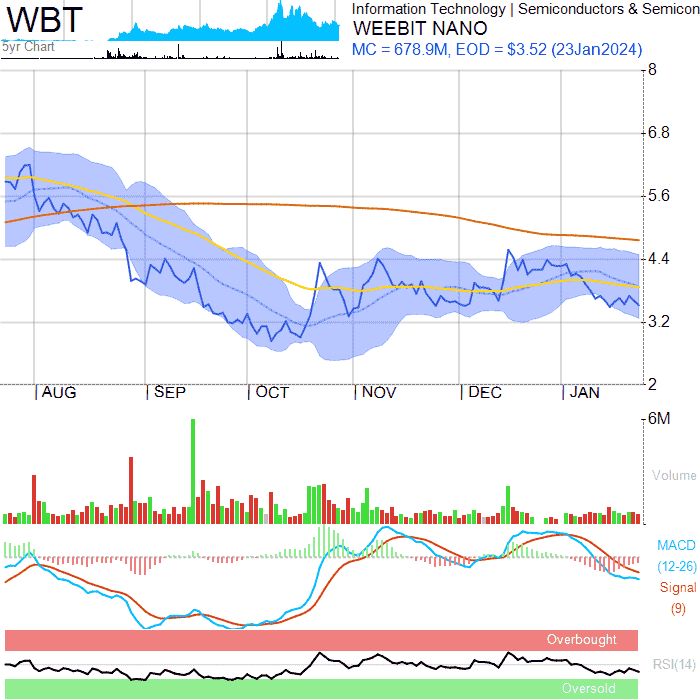 WBT
5yr Chart
Information Technology | Semiconductors & Semicon
WEEBIT NANO
MC = 678.9M, EOD = $3.52 (23Jan2024)
8
6.8
5.6
4.4
3.2
2
| AUG | SEP | OCT | NOV | DEC | JAN
6M
Volume
MACD
(12-26)
Signal
(9)
Overbought
RSI(14)
Oversold